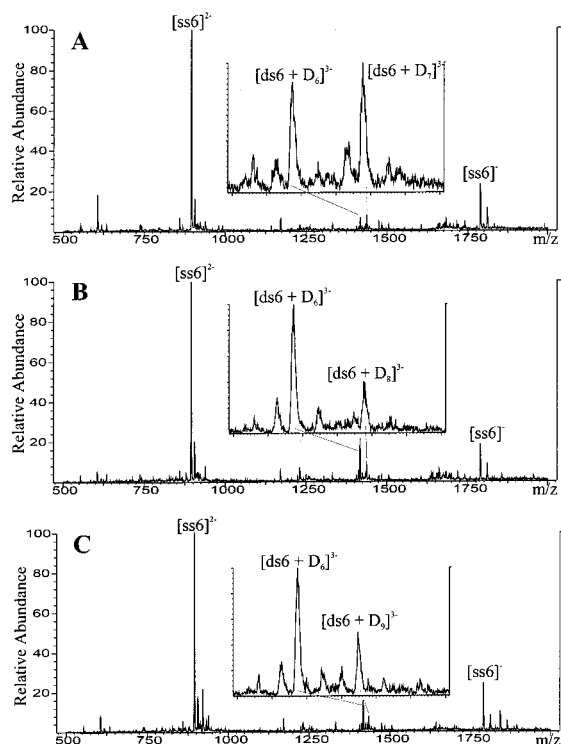 A
[ss6]²⁻
[ds6 + D₆]³⁻
[ds6 + D₇]³⁻
[ss6]⁻
Relative Abundance
100
80
60
40
20
500 750 1000 1250 1500 1750 m/z
B
[ss6]²⁻
[ds6 + D₆]³⁻
[ds6 + D₈]³⁻
[ss6]⁻
Relative Abundance
100
80
60
40
20
500 750 1000 1250 1500 1750 m/z
C
[ss6]²⁻
[ds6 + D₆]³⁻
[ds6 + D₉]³⁻
[ss6]⁻
Relative Abundance
100
80
60
40
20
500 750 1000 1250 1500 1750 m/z